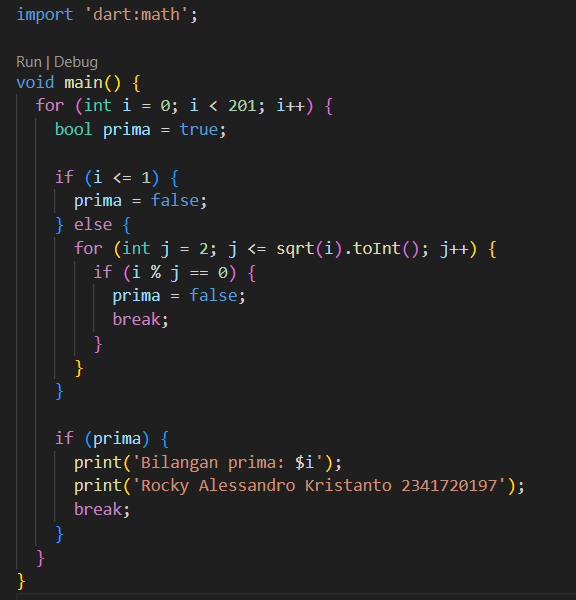 import 'dart:math';
Run | Debug
void main() {
  for (int i = 0; i < 201; i++) {
    bool prima = true;
    if (i <= 1) {
      prima = false;
    } else {
      for (int j = 2; j <= sqrt(i).toInt(); j++) {
        if (i % j == 0) {
          prima = false;
          break;
        }
      }
    }
    if (prima) {
      print('Bilangan prima: $i');
      print('Rocky Alessandro Kristanto 2341720197');
      break;
    }
  }
}